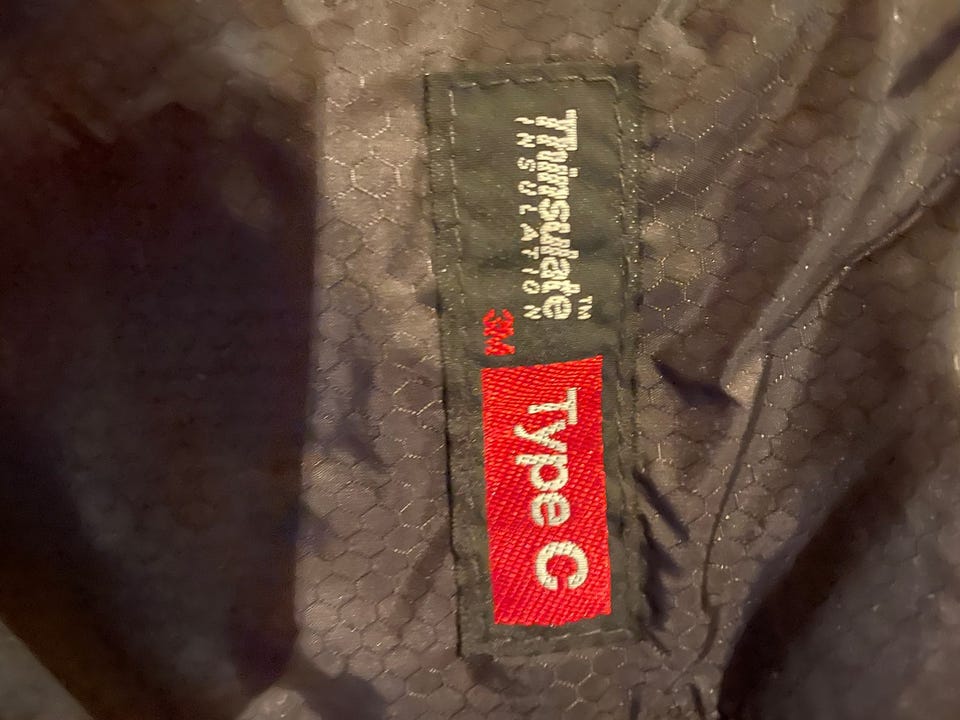 Thinsulate™
INSULATION
3M
Type C